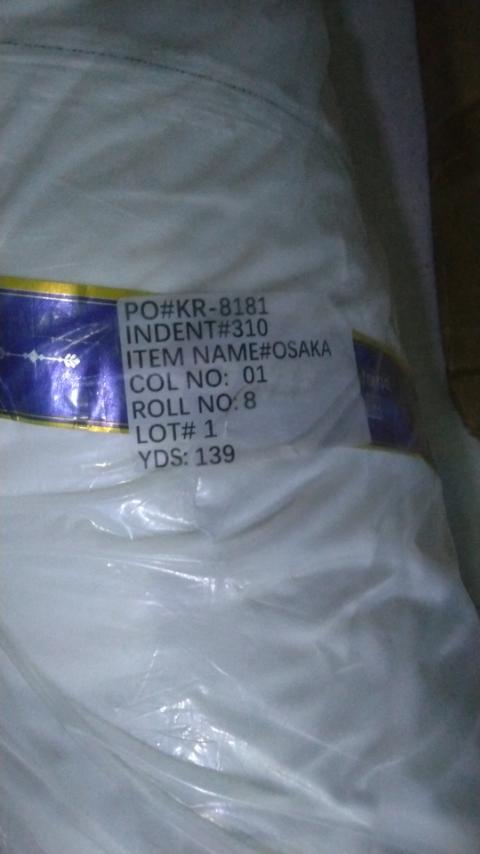 PO#KR-8181
INDENT#310
ITEM NAME#OSAKA
COL NO: 01
ROLL NO: 8
LOT# 1
YDS: 139